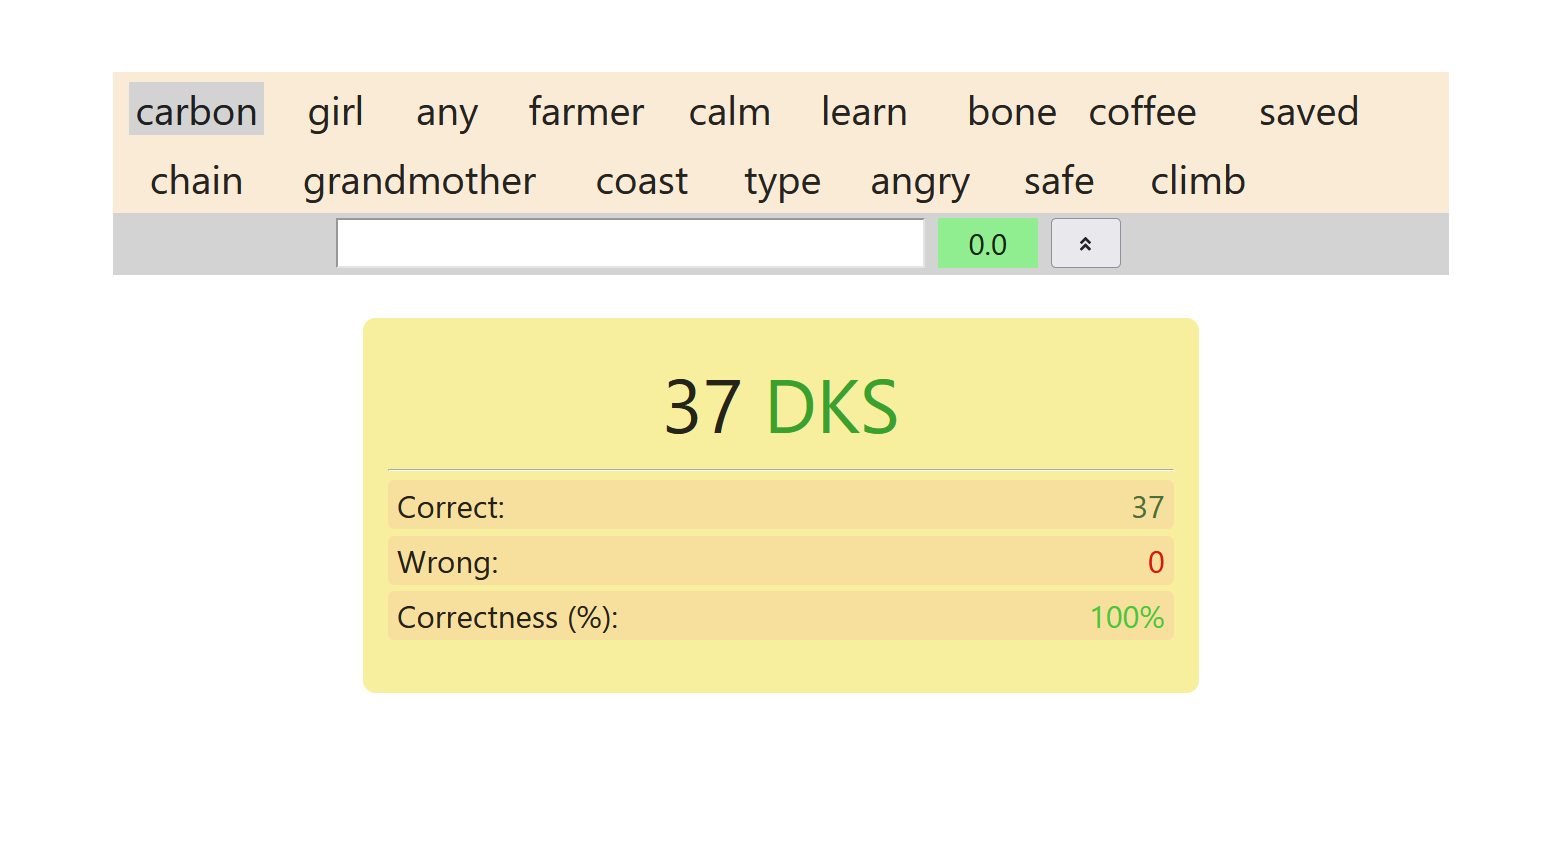 carbon girl any farmer calm learn bone coffee saved
chain grandmother coast type angry safe climb
0.0
37 DKS
Correct: 37
Wrong: 0
Correctness (%): 100%